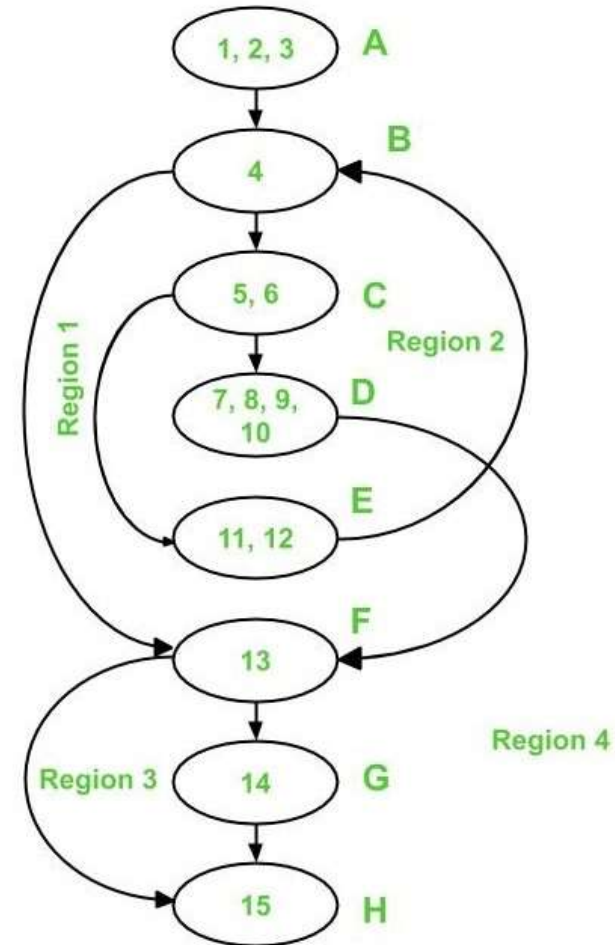 1, 2, 3
A
B
4
5, 6
C
Region 1
Region 2
7, 8, 9,
10
D
E
11, 12
F
13
Region 4
Region 3
14
G
15
H